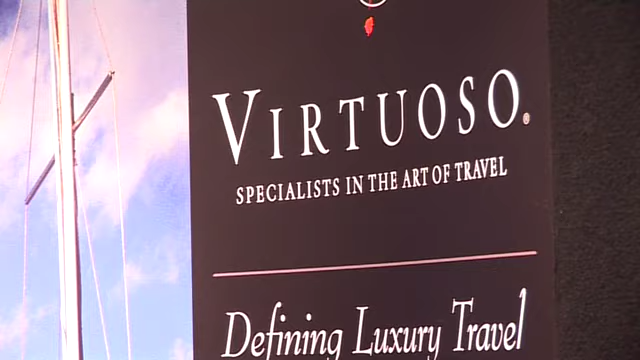 VIRTUOSO®
SPECIALISTS IN THE ART OF TRAVEL
Defining Luxury Travel